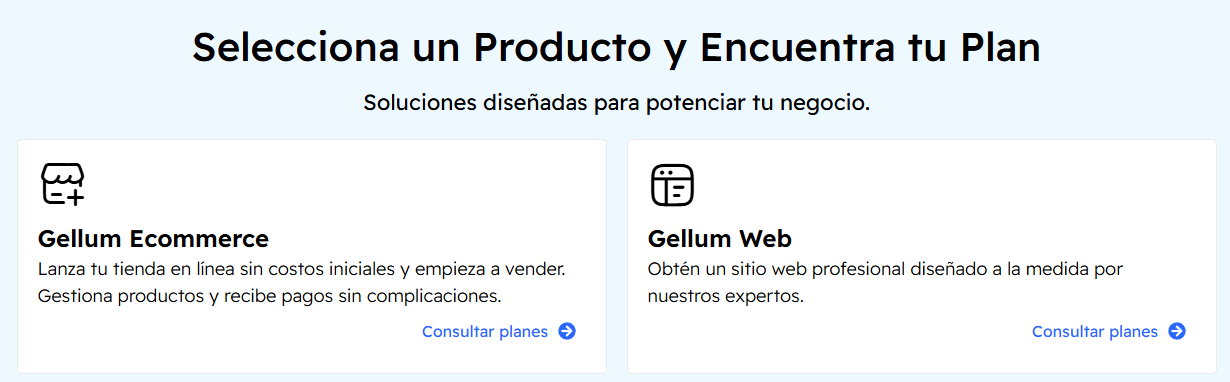 Selecciona un Producto y Encuentra tu Plan
Soluciones diseñadas para potenciar tu negocio.
Gellum Ecommerce
Lanza tu tienda en línea sin costos iniciales y empieza a vender.
Gestiona productos y recibe pagos sin complicaciones.
Consultar planes
Gellum Web
Obtén un sitio web profesional diseñado a la medida por
nuestros expertos.
Consultar planes